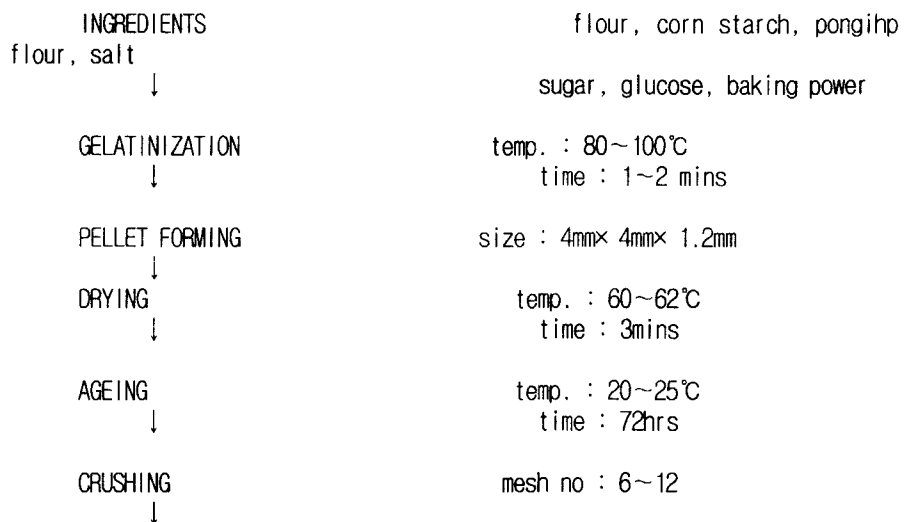 INGREDIENTS flour, corn starch, pongihp
flour, salt
↓ sugar, glucose, baking power
GELATINIZATION temp. : 80~100℃
↓ time : 1~2 mins
PELLET FORMING size : 4mm× 4mm× 1.2mm
↓
DRYING temp. : 60~62℃
↓ time : 3mins
AGEING temp. : 20~25℃
↓ time : 72hrs
CRUSHING mesh no : 6~12
↓